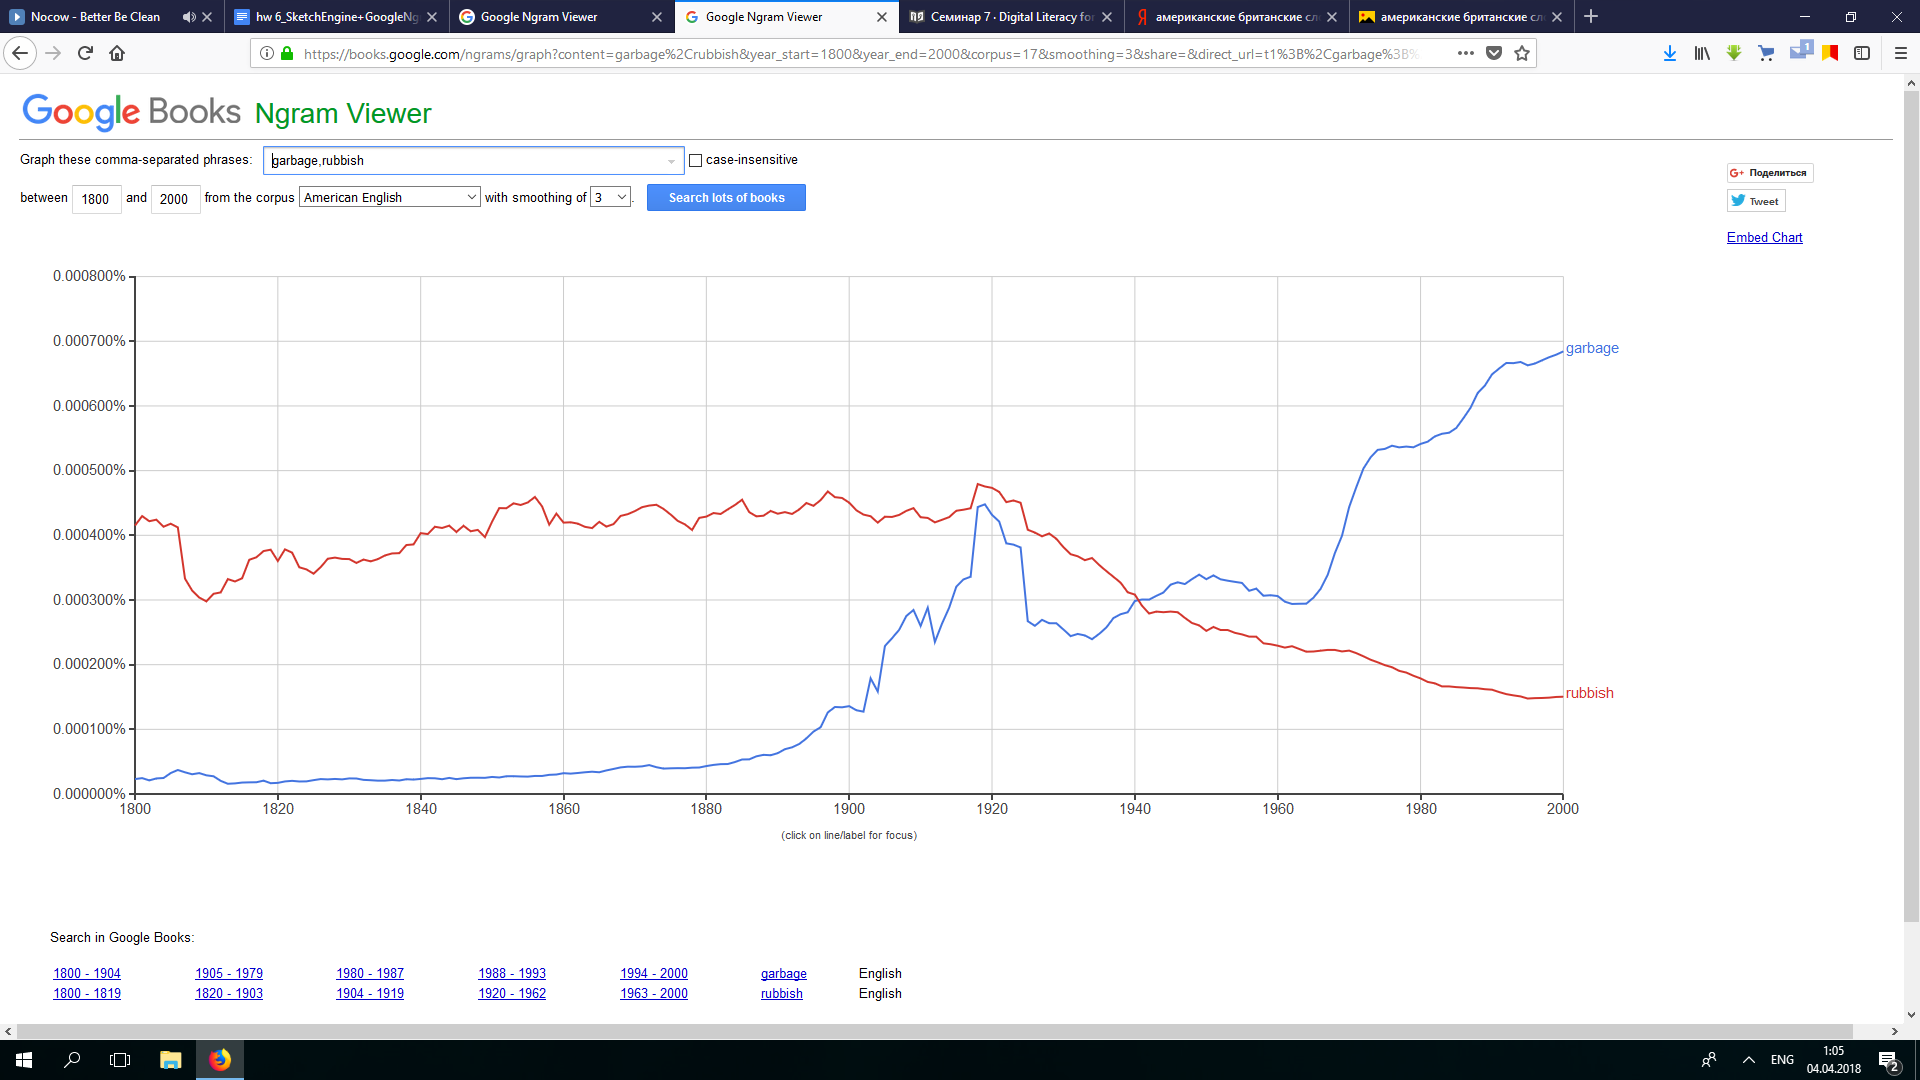 Nocow - Better Be Clean
hw 6_SketchEngine+GoogleNg
Google Ngram Viewer
Google Ngram Viewer
Семинар 7 · Digital Literacy fo
американские британские сл
американские британские сл
https://books.google.com/ngrams/graph?content=garbage%2Crubbish&year_start=1800&year_end=2000&corpus=17&smoothing=3&share=&direct_url=t1%3B%2Cgarbage%3B%
1
Google Books Ngram Viewer
Graph these comma-separated phrases: garbage,rubbish case-insensitive
between 1800 and 2000 from the corpus American English with smoothing of 3. Search lots of books
G+ Поделиться
Tweet
Embed Chart
0.000800%
0.000700%
0.000600%
0.000500%
0.000400%
0.000300%
0.000200%
0.000100%
0.000000%
garbage
rubbish
1800 1820 1840 1860 1880 1900 1920 1940 1960 1980 2000
(click on line/label for focus)
Search in Google Books:
1800 - 1904 1905 - 1979 1980 - 1987 1988 - 1993 1994 - 2000 garbage English
1800 - 1819 1820 - 1903 1904 - 1919 1920 - 1962 1963 - 2000 rubbish English
ENG
1:05
04.04.2018
2